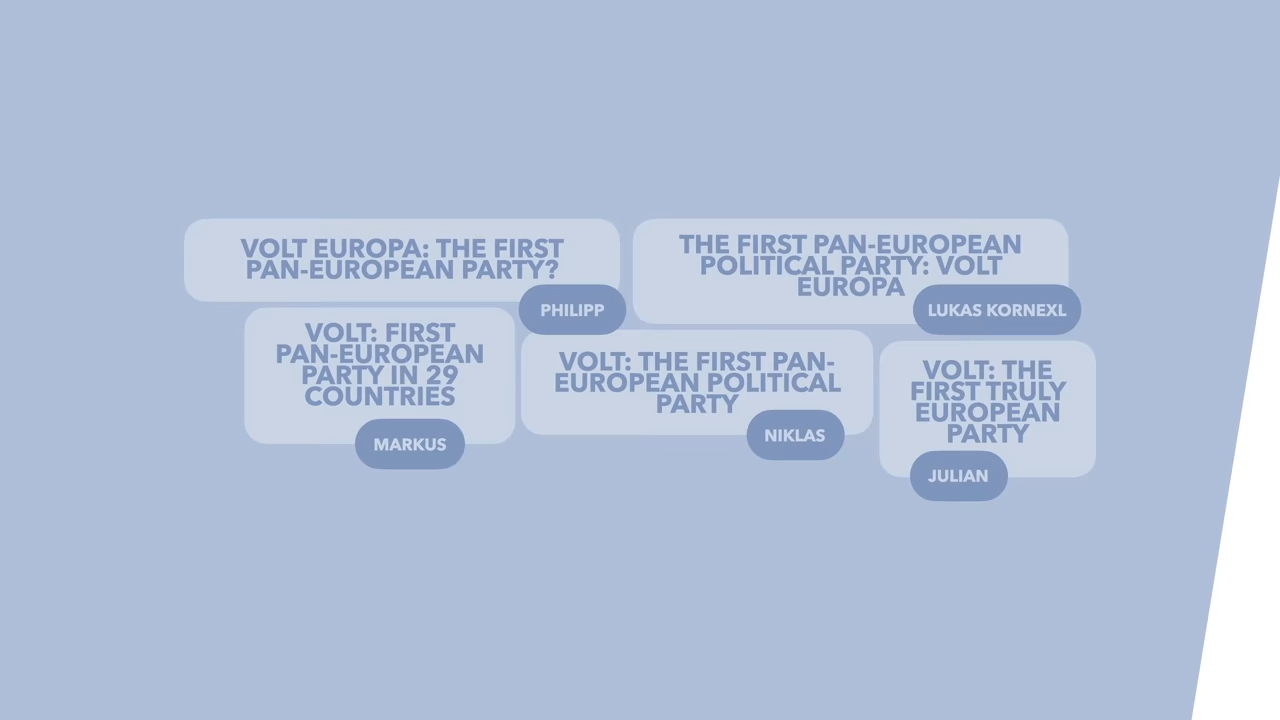 VOLT EUROPA: THE FIRST
PAN-EUROPEAN PARTY?
PHILIPP
THE FIRST PAN-EUROPEAN
POLITICAL PARTY: VOLT
EUROPA
LUKAS KORNEXL
VOLT: FIRST
PAN-EUROPEAN
PARTY IN 29
COUNTRIES
MARKUS
VOLT: THE FIRST PAN-
EUROPEAN POLITICAL
PARTY
NIKLAS
VOLT: THE
FIRST TRULY
EUROPEAN
PARTY
JULIAN